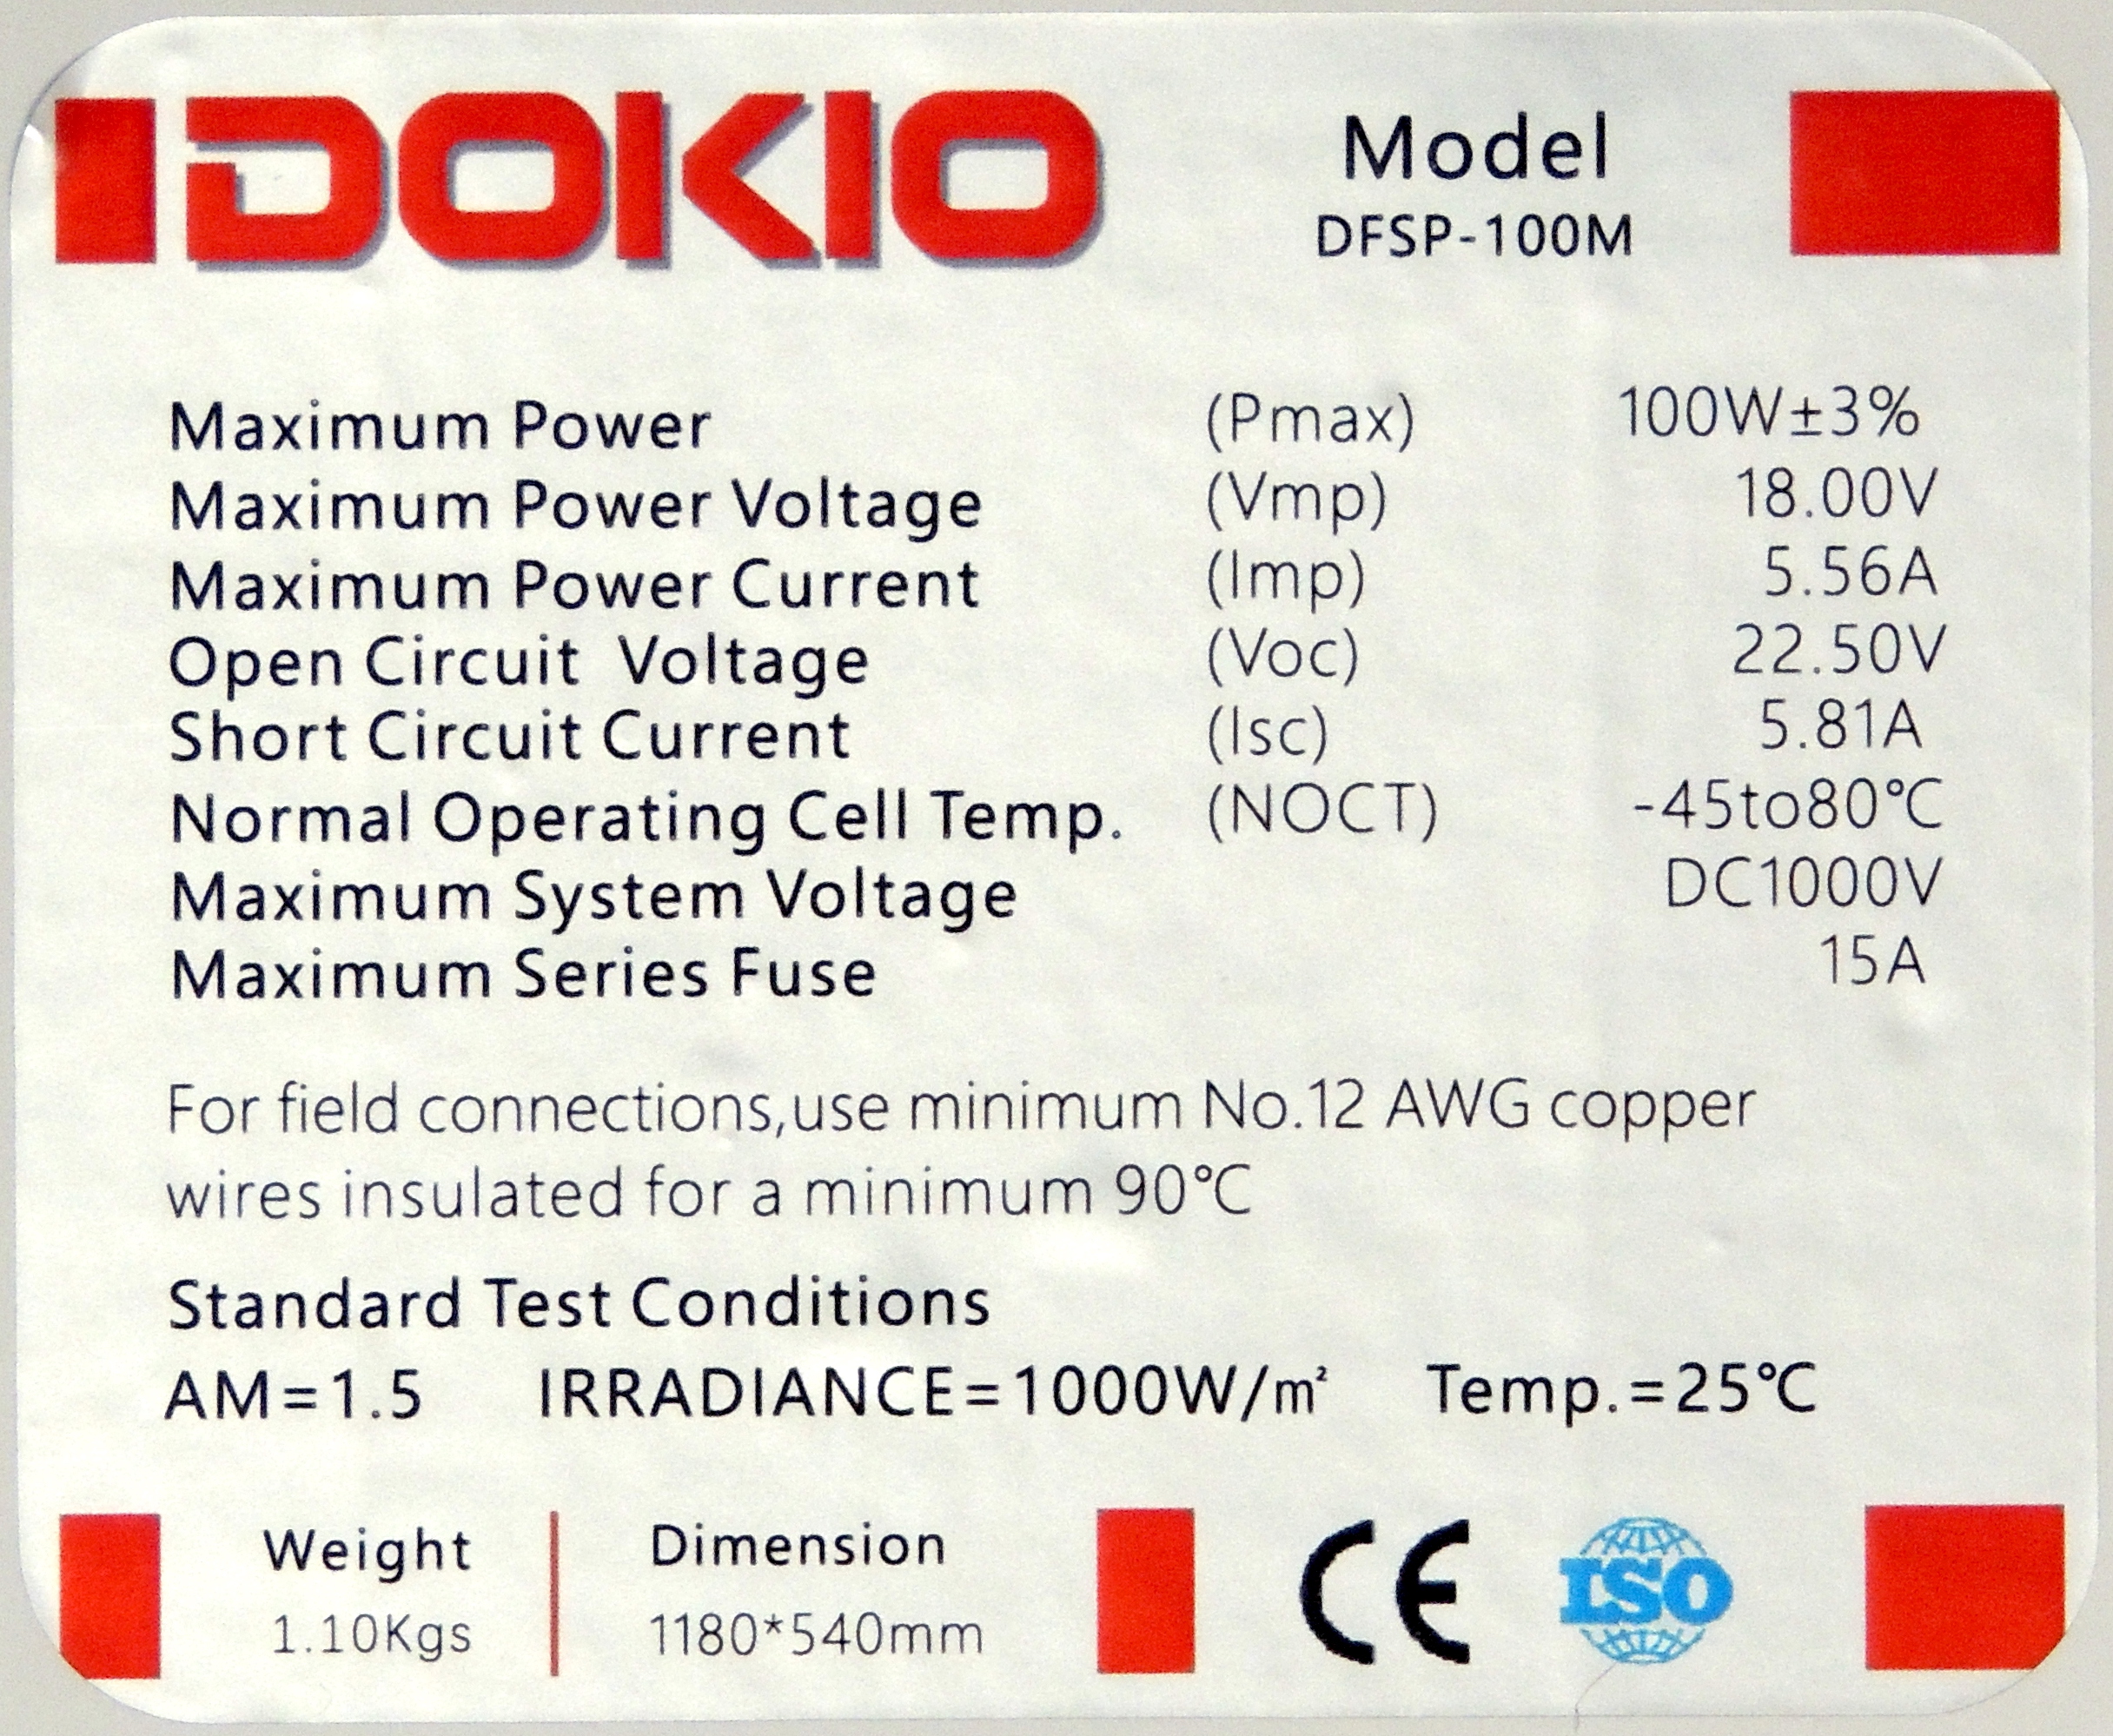 DOKIO
Model
DFSP-100M
Maximum Power (Pmax) 100W±3%
Maximum Power Voltage (Vmp) 18.00V
Maximum Power Current (Imp) 5.56A
Open Circuit Voltage (Voc) 22.50V
Short Circuit Current (Isc) 5.81A
Normal Operating Cell Temp. (NOCT) -45to80℃
Maximum System Voltage DC1000V
Maximum Series Fuse 15A
For field connections,use minimum No.12 AWG copper
wires insulated for a minimum 90℃
Standard Test Conditions
AM=1.5 IRRADIANCE=1000W/㎡ Temp.=25℃
Weight
1.10Kgs
Dimension
1180*540mm
CE
ISO